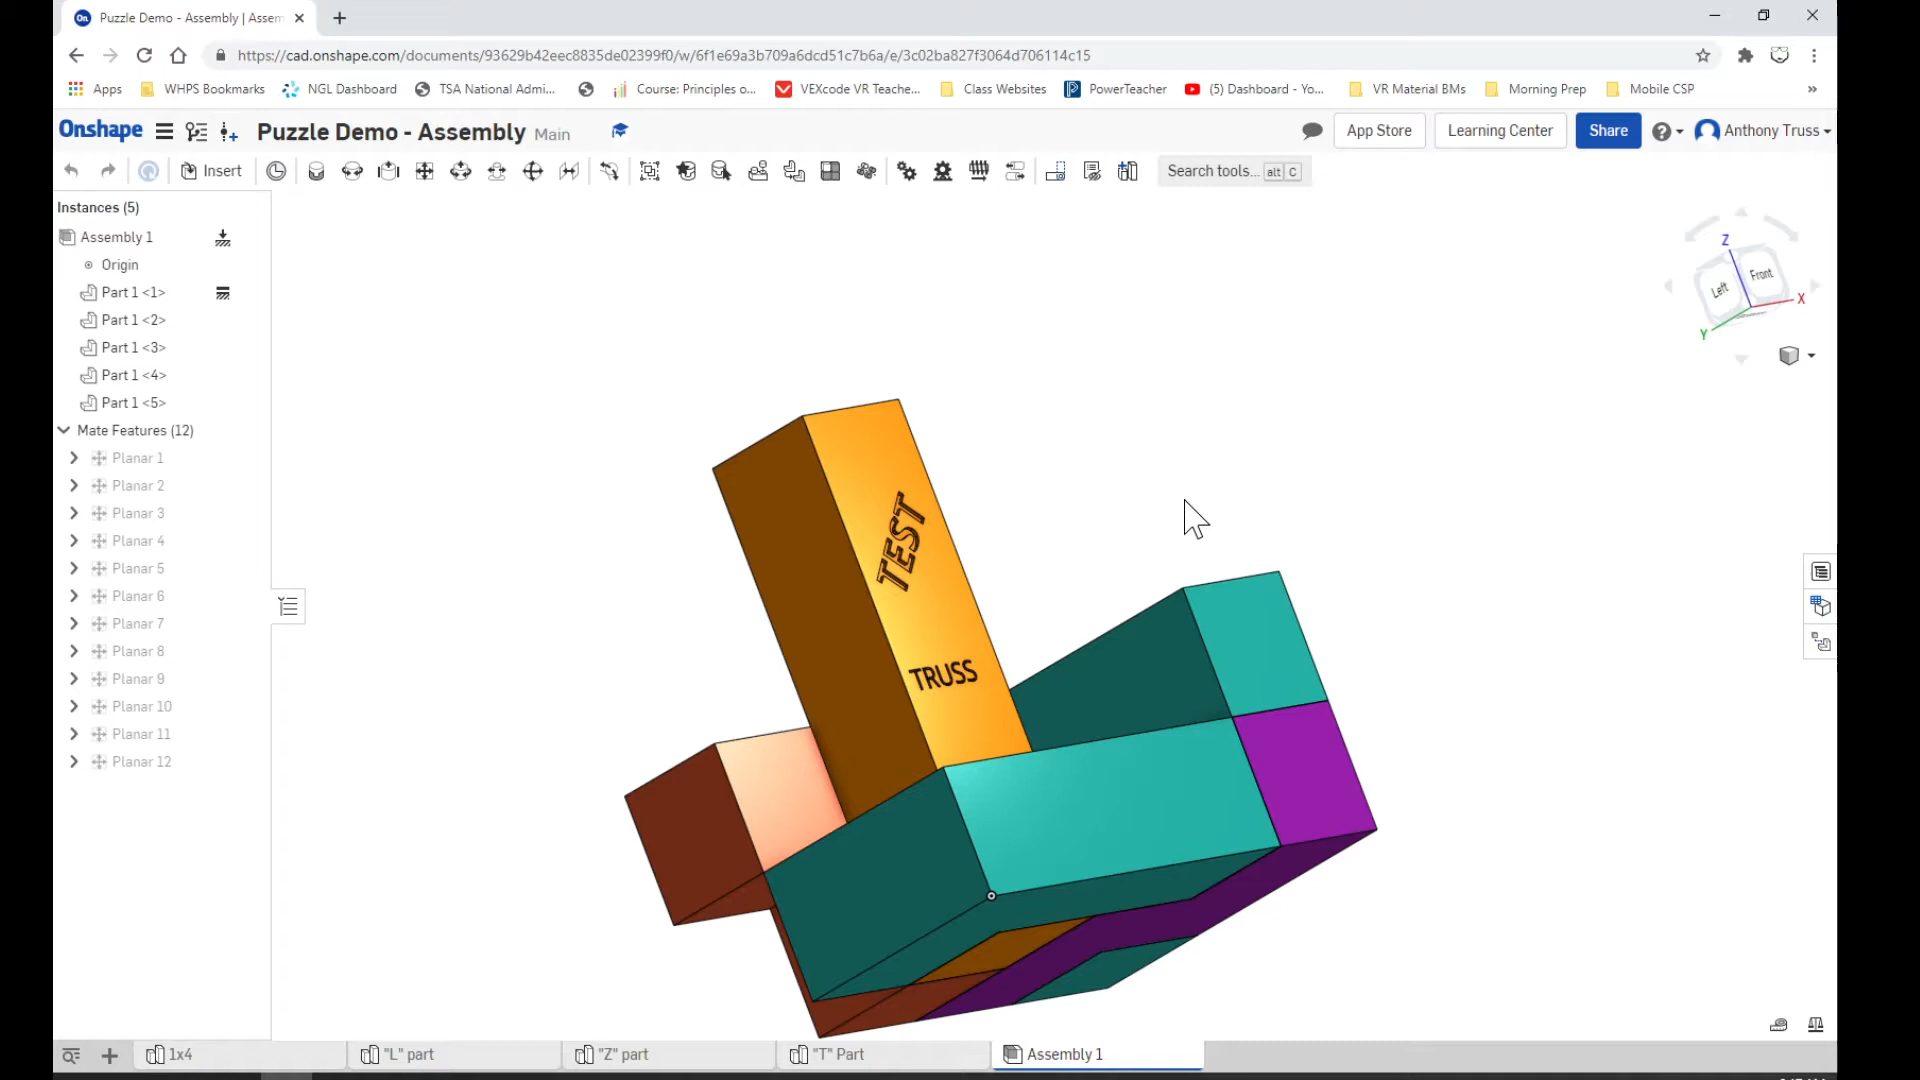 Puzzle Demo - Assembly | Assem
https://cad.onshape.com/documents/93629b42eec8835de02399f0/w/6f1e69a3b709a6dcd51c7b6a/e/3c02ba827f3064d706114c15
Apps WHPS Bookmarks NGL Dashboard TSA National Admi... Course: Principles o... VEXcode VR Teache... Class Websites PowerTeacher (5) Dashboard - Yo... VR Material BMs Morning Prep Mobile CSP »
Onshape Puzzle Demo - Assembly Main App Store Learning Center Share Anthony Truss
Insert Search tools... alt C
Instances (5)
Assembly 1
Origin
Part 1 <1>
Part 1 <2>
Part 1 <3>
Part 1 <4>
Part 1 <5>
Mate Features (12)
Planar 1
Planar 2
Planar 3
Planar 4
Planar 5
Planar 6
Planar 7
Planar 8
Planar 9
Planar 10
Planar 11
Planar 12
Z
Left
Front
X
Y
TEST
TRUSS
1x4 "L" part "Z" part "T" Part Assembly 1